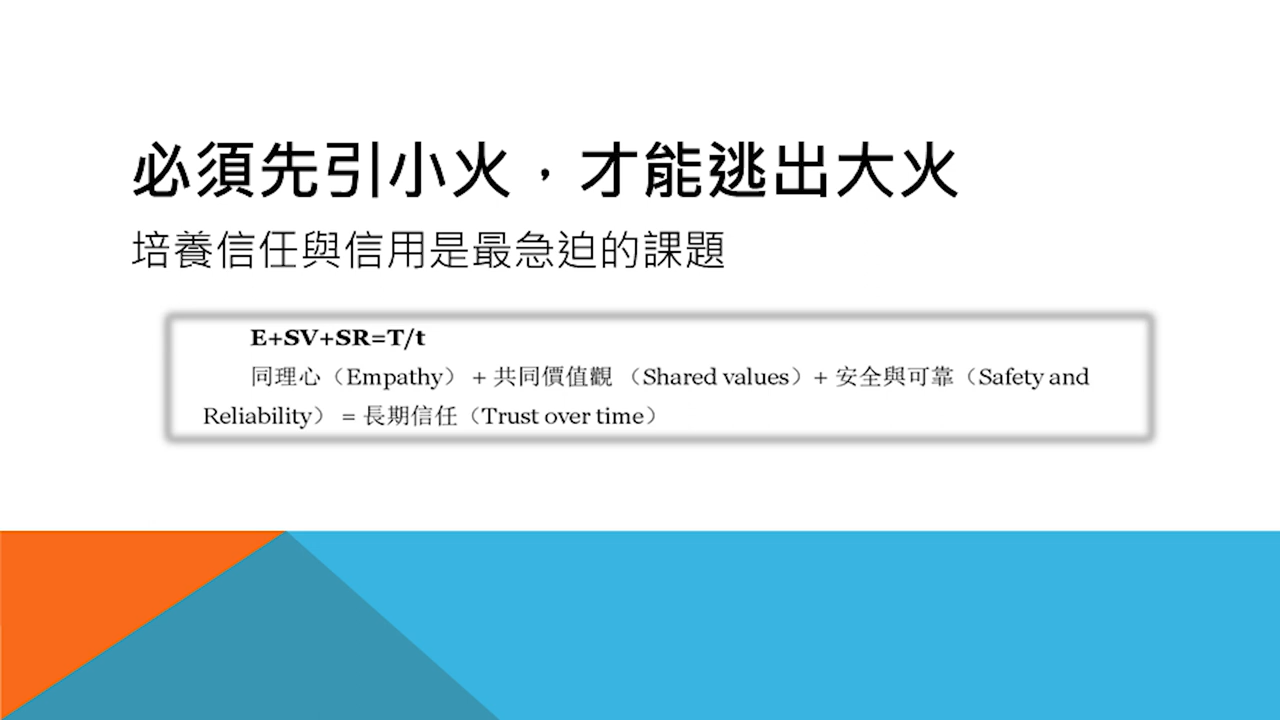 必須先引小火，才能逃出大火
培養信任與信用是最急迫的課題
E+SV+SR=T/t
同理心（Empathy） + 共同價值觀 （Shared values）+ 安全與可靠（Safety and
Reliability） = 長期信任（Trust over time）